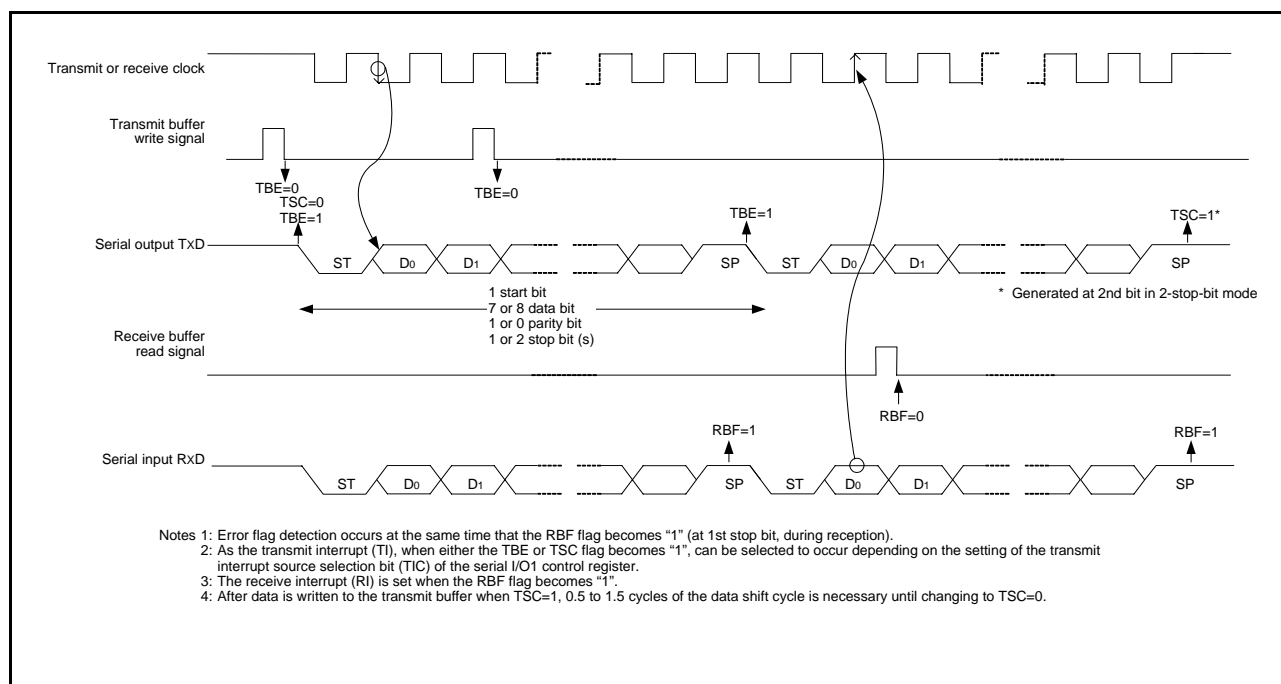 Transmit or receive clock
Transmit buffer
write signal
TBE=0
TSC=0
TBE=1
TBE=0
Serial output TXD
TBE=1
TSC=1*
ST
D0
D1
SP
ST
D0
D1
SP
1 start bit
7 or 8 data bit
1 or 0 parity bit
1 or 2 stop bit (s)
* Generated at 2nd bit in 2-stop-bit mode
Receive buffer
read signal
RBF=0
Serial input RXD
RBF=1
RBF=1
ST
D0
D1
SP
ST
D0
D1
SP
Notes 1: Error flag detection occurs at the same time that the RBF flag becomes “1” (at 1st stop bit, during reception).
2: As the transmit interrupt (TI), when either the TBE or TSC flag becomes “1”, can be selected to occur depending on the setting of the transmit
interrupt source selection bit (TIC) of the serial I/O1 control register.
3: The receive interrupt (RI) is set when the RBF flag becomes “1”.
4: After data is written to the transmit buffer when TSC=1, 0.5 to 1.5 cycles of the data shift cycle is necessary until changing to TSC=0.